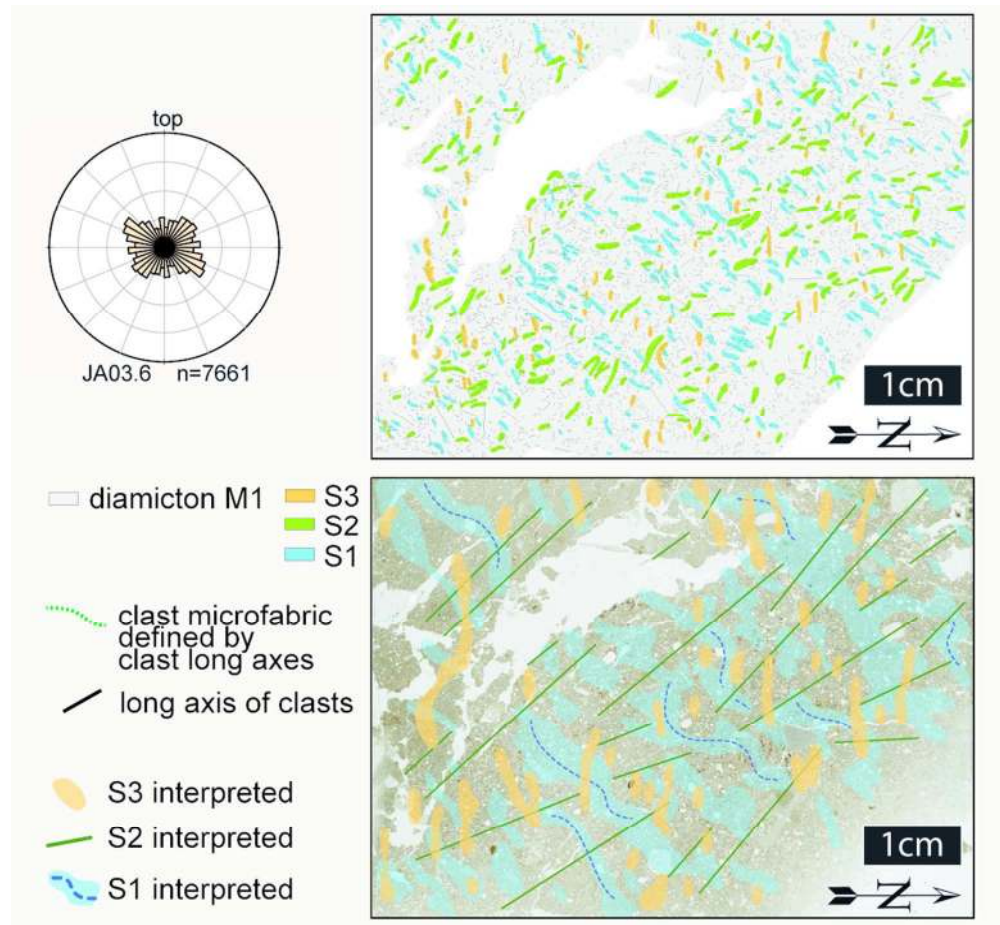 top
JA03.6 n=7661
1cm
N
diamicton M1
S3
S2
S1
clast microfabric
defined by
clast long axes
long axis of clasts
S3 interpreted
S2 interpreted
S1 interpreted
1cm
N